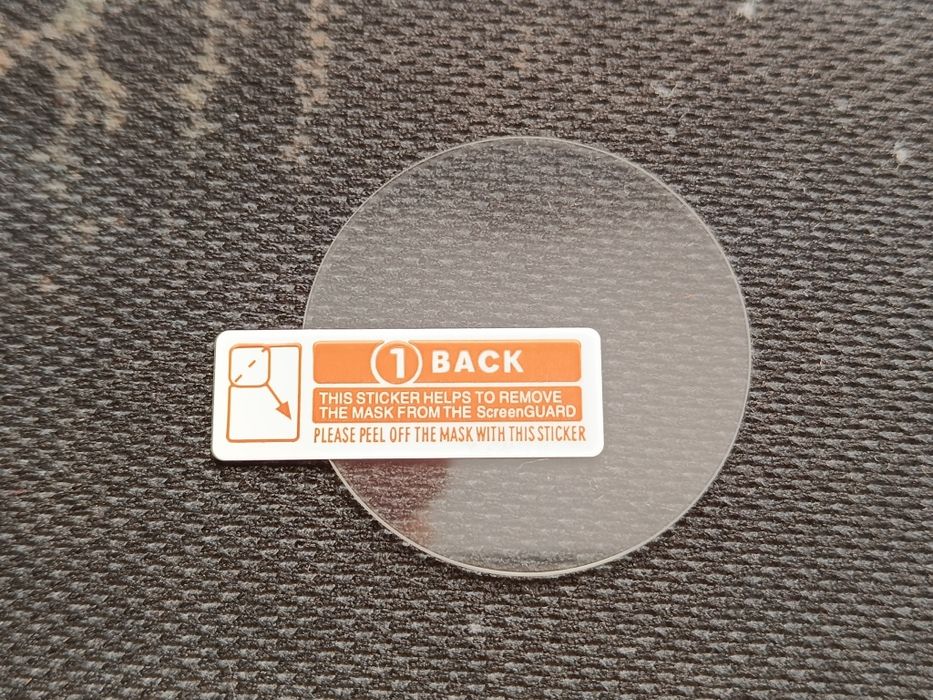 1 BACK
THIS STICKER HELPS TO REMOVE
THE MASK FROM THE ScreenGUARD
PLEASE PEEL OFF THE MASK WITH THIS STICKER